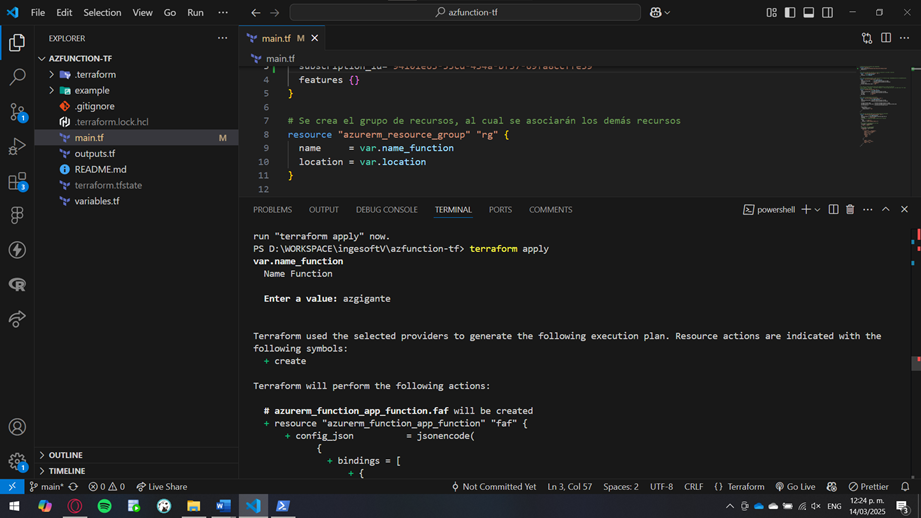 File Edit Selection View Go Run ···
azfunction-tf
EXPLORER ···
main.tf M
AZFUNCTION-TF
main.tf
.terraform
example
.gitignore
.terraform.lock.hcl
main.tf M
outputs.tf
README.md
terraform.tfstate
variables.tf
4 features {}
5 }
6
7 # Se crea el grupo de recursos, al cual se asociarán los demás recursos
8 resource "azurerm_resource_group" "rg" {
9 name = var.name_function
10 location = var.location
11 }
12
PROBLEMS OUTPUT DEBUG CONSOLE TERMINAL PORTS COMMENTS powershell
run "terraform apply" now.
PS D:\WORKSPACE\ingesoftV\azfunction-tf> terraform apply
var.name_function
Name Function
Enter a value: azgigante
Terraform used the selected providers to generate the following execution plan. Resource actions are indicated with the
following symbols:
+ create
Terraform will perform the following actions:
# azurerm_function_app_function.faf will be created
+ resource "azurerm_function_app_function" "faf" {
+ config_json = jsonencode(
{
+ bindings = [
+ {
OUTLINE
TIMELINE
1
3
1
main* 0 0 Live Share Not Committed Yet Ln 3, Col 57 Spaces: 2 UTF-8 CRLF {} Terraform Go Live Prettier
ENG 12:24 p. m.
14/03/2025
3